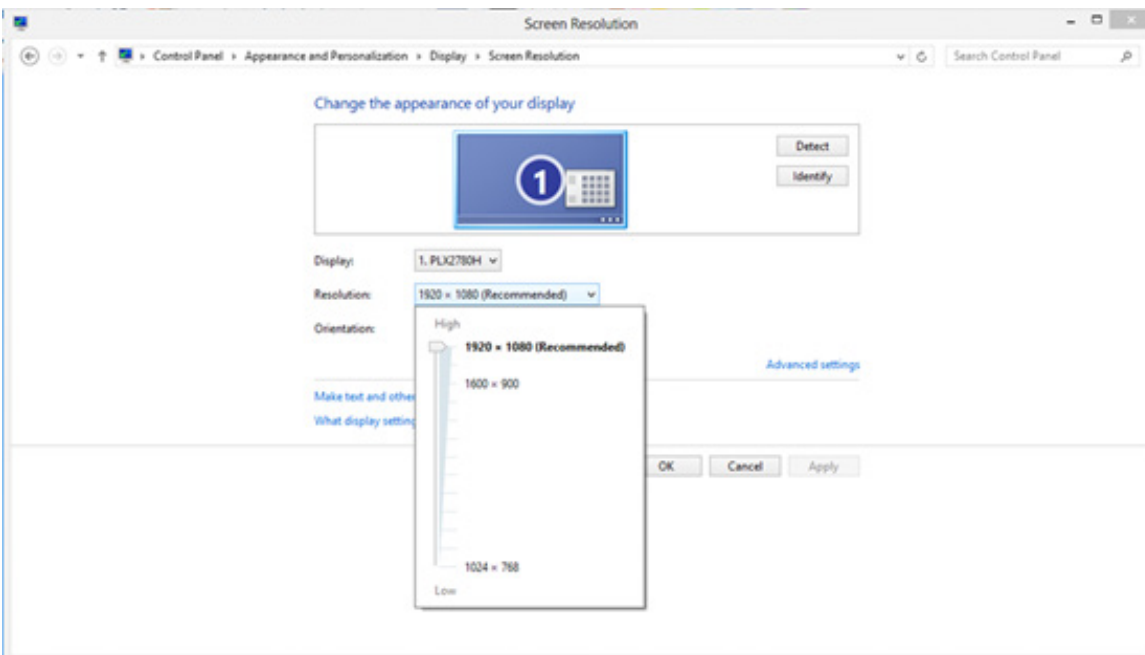 Screen Resolution
Control Panel Appearance and Personalization Display Screen Resolution
Search Control Panel
Change the appearance of your display
1
Detect
Identify
Display:
1. PLX2780H
Resolution:
1920 × 1080 (Recommended)
Orientation:
High
1920 × 1080 (Recommended)
1600 × 900
1024 × 768
Low
Advanced settings
Make text and other
What display setting
OK
Cancel
Apply